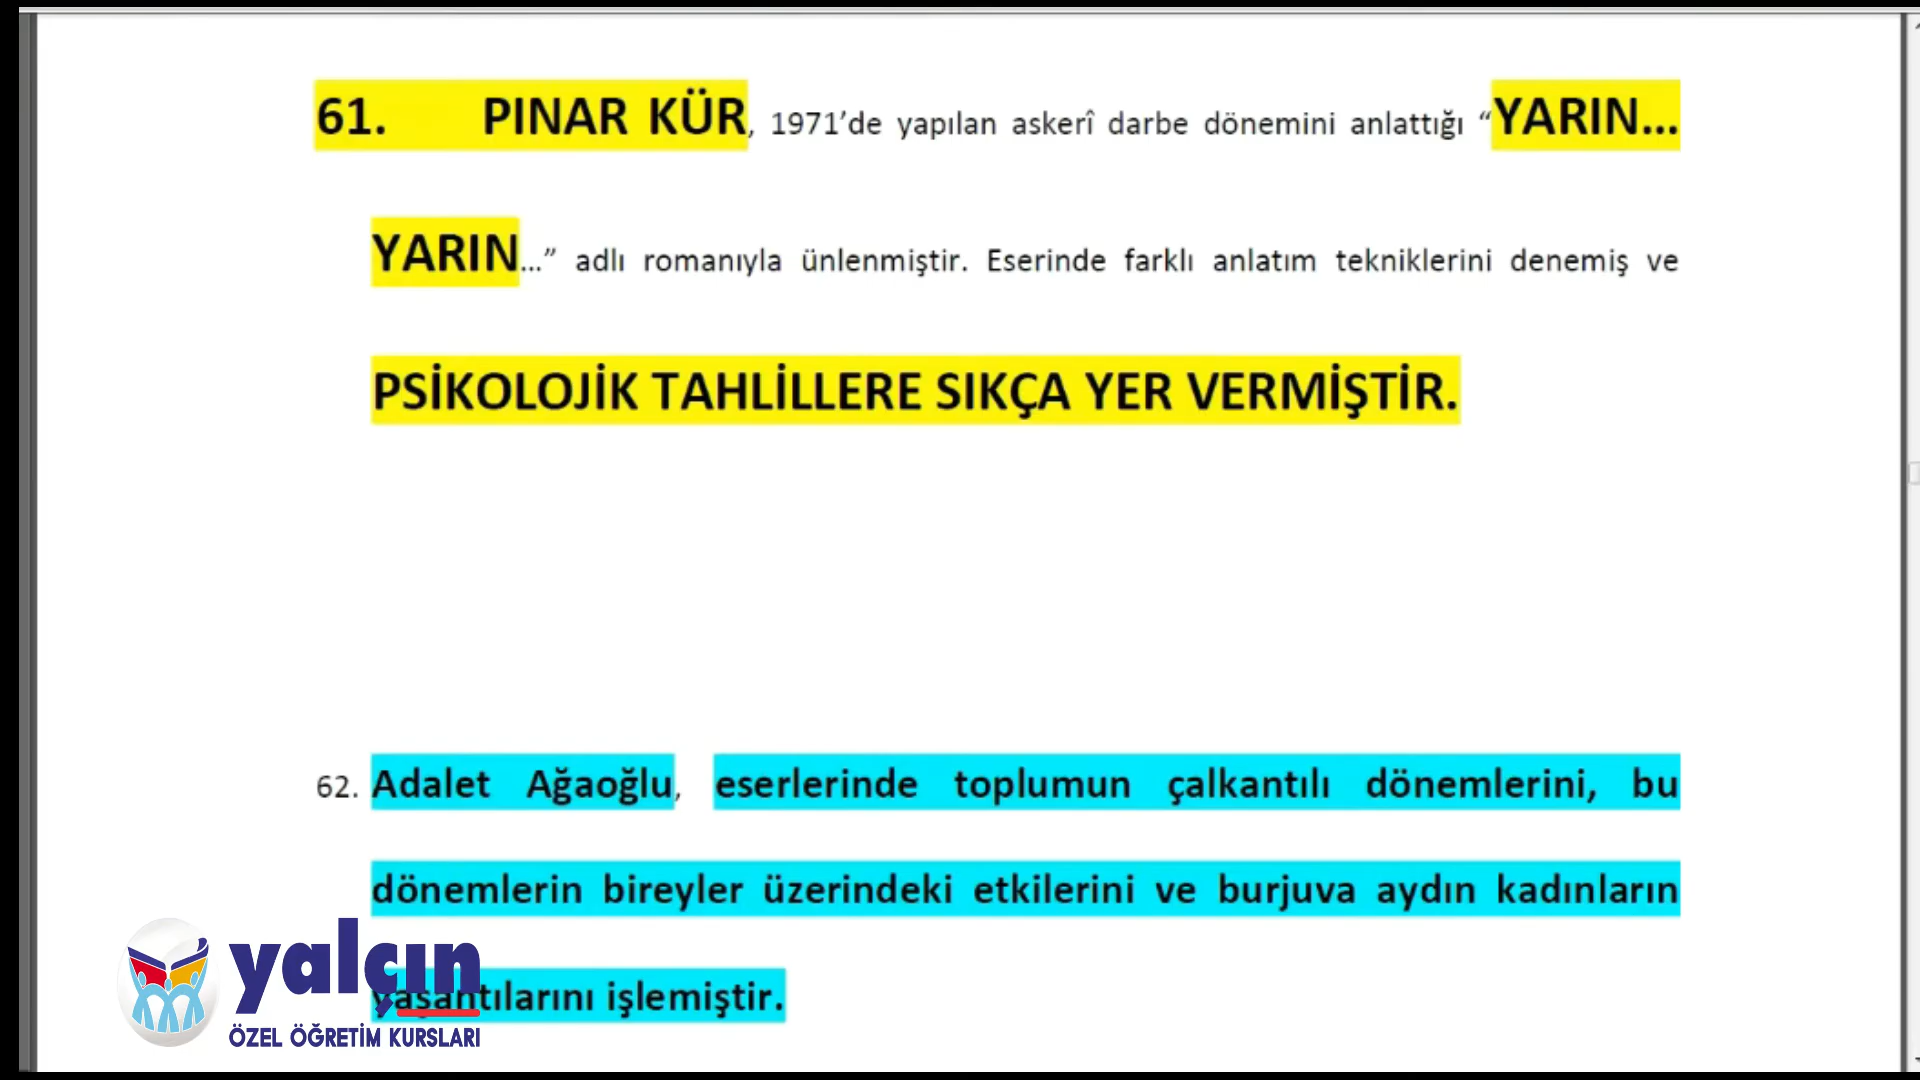 61. PINAR KÜR, 1971’de yapılan askerî darbe dönemini anlattığı “YARIN...
YARIN...” adlı romanıyla ünlenmiştir. Eserinde farklı anlatım tekniklerini denemiş ve
PSİKOLOJİK TAHLİLLERE SIKÇA YER VERMİŞTİR.
62. Adalet Ağaoğlu, eserlerinde toplumun çalkantılı dönemlerini, bu
dönemlerin bireyler üzerindeki etkilerini ve burjuva aydın kadınların
yaşantılarını işlemiştir.
yalçın
ÖZEL ÖĞRETİM KURSLARI